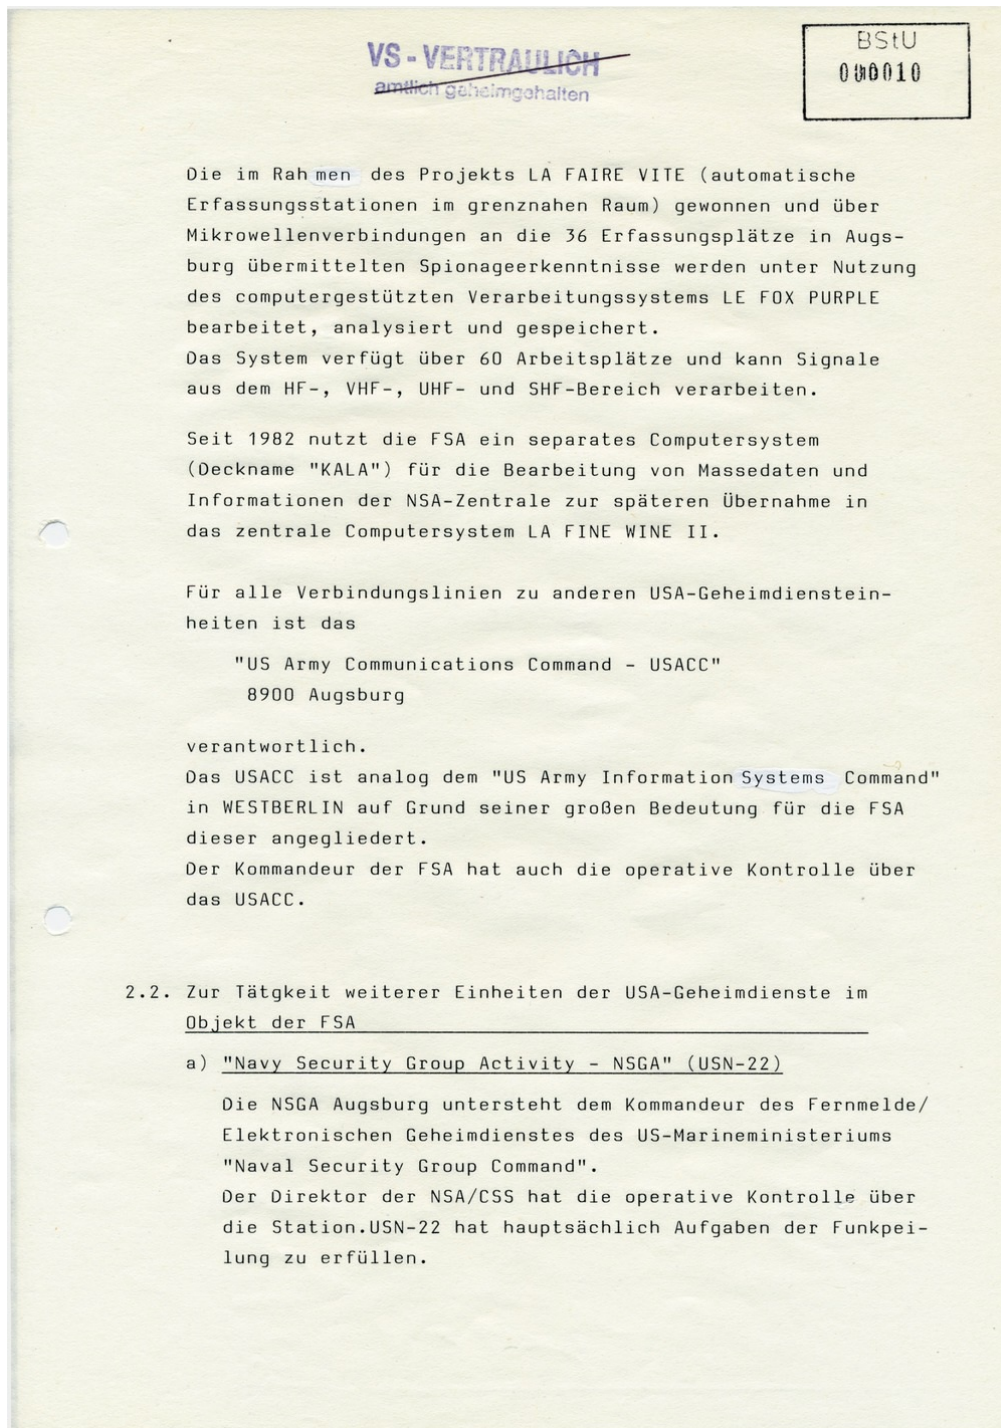 VS - VERTRAULICH
amtlich geheimgehalten
BStU
000010
Die im Rahmen des Projekts LA FAIRE VITE (automatische
Erfassungsstationen im grenznahen Raum) gewonnen und über
Mikrowellenverbindungen an die 36 Erfassungsplätze in Augs-
burg übermittelten Spionageerkenntnisse werden unter Nutzung
des computergestützten Verarbeitungssystems LE FOX PURPLE
bearbeitet, analysiert und gespeichert.
Das System verfügt über 60 Arbeitsplätze und kann Signale
aus dem HF-, VHF-, UHF- und SHF-Bereich verarbeiten.
Seit 1982 nutzt die FSA ein separates Computersystem
(Deckname "KALA") für die Bearbeitung von Massedaten und
Informationen der NSA-Zentrale zur späteren Übernahme in
das zentrale Computersystem LA FINE WINE II.
Für alle Verbindungslinien zu anderen USA-Geheimdienstein-
heiten ist das
"US Army Communications Command - USACC"
8900 Augsburg
verantwortlich.
Das USACC ist analog dem "US Army Information Systems Command"
in WESTBERLIN auf Grund seiner großen Bedeutung für die FSA
dieser angegliedert.
Der Kommandeur der FSA hat auch die operative Kontrolle über
das USACC.
2.2. Zur Tätgkeit weiterer Einheiten der USA-Geheimdienste im
Objekt der FSA
a) "Navy Security Group Activity - NSGA" (USN-22)
Die NSGA Augsburg untersteht dem Kommandeur des Fernmelde/
Elektronischen Geheimdienstes des US-Marineministeriums
"Naval Security Group Command".
Der Direktor der NSA/CSS hat die operative Kontrolle über
die Station.USN-22 hat hauptsächlich Aufgaben der Funkpei-
lung zu erfüllen.